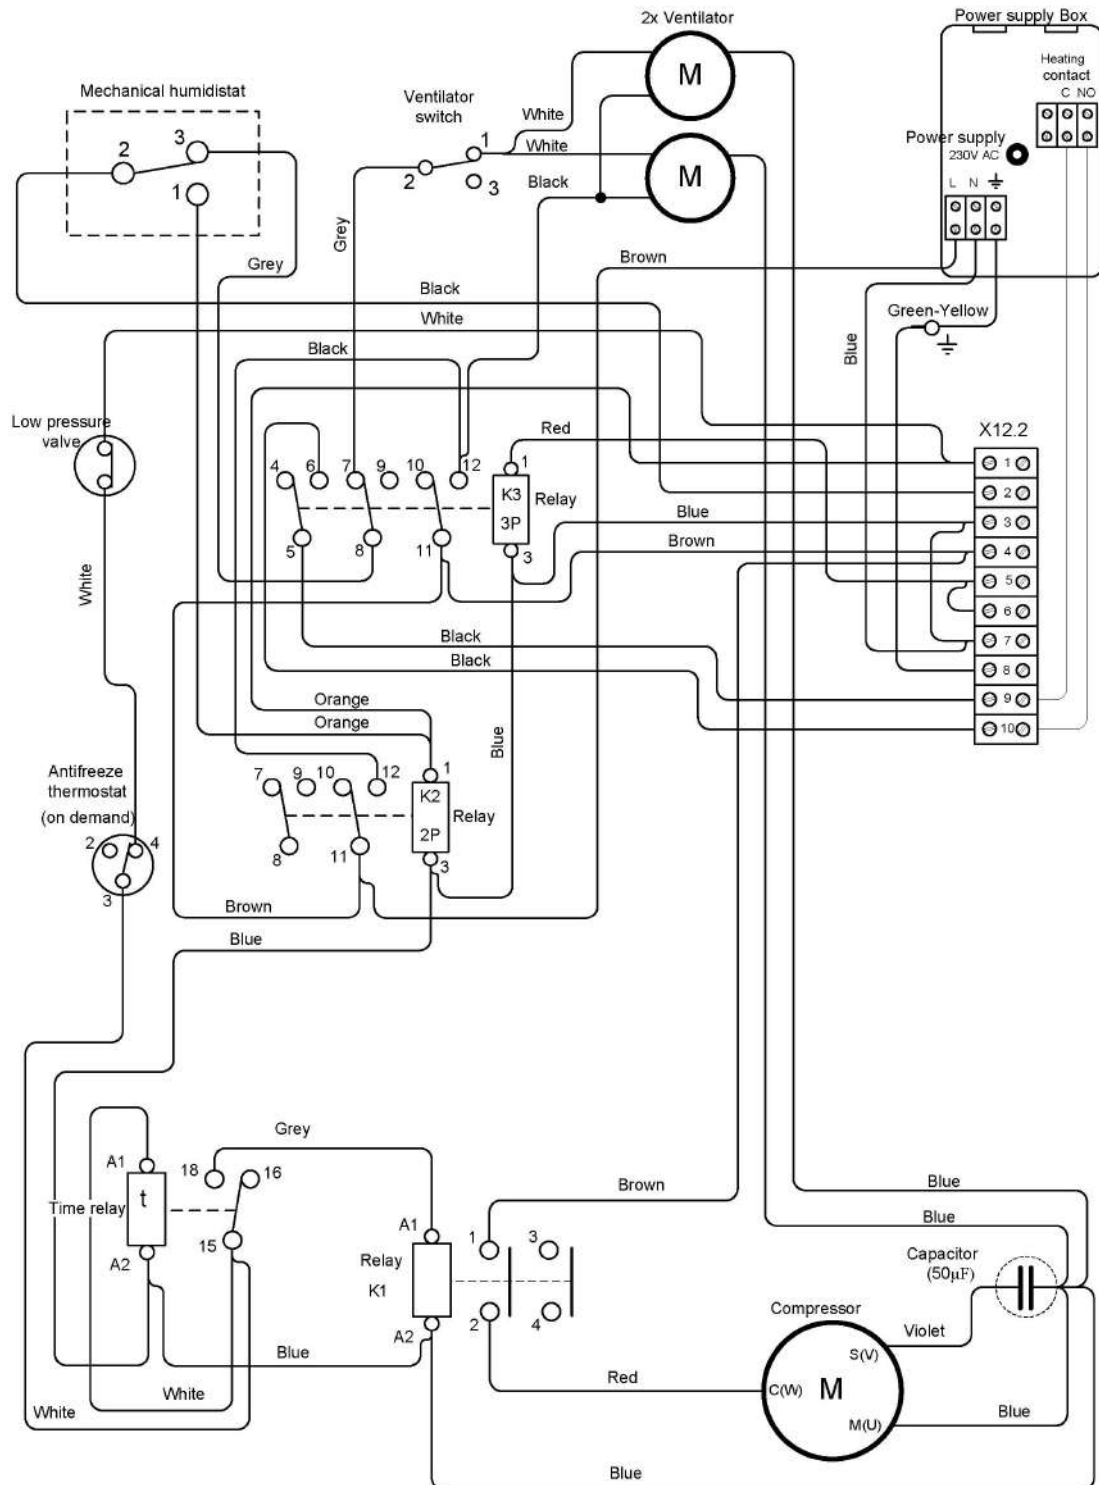 2x Ventilator
Power supply Box
M
Heating
contact
C NO
Mechanical humidistat
Ventilator
switch
White
Power supply
230V AC
3
2
1
1
White
2
3
M
Black
L N
Grey
Grey
Brown
Black
White
Green-Yellow
Black
Blue
Low pressure
valve
Red
X12.2
4 6 7 9 10 12
1
K3
3P
Relay
3
5 8 11
Blue
Brown
1
2
3
4
5
6
7
8
9
10
White
Black
Black
Orange
Orange
Blue
Antifreeze
thermostat
(on demand)
7 9 10 12
1
K2
2P
Relay
3
8 11
2 4
3
Brown
Blue
Grey
A1
18 16
Time relay
t
15
A2
Brown
Blue
Blue
A1
Relay
K1
A2
1 3
2 4
Capacitor
(50µF)
Compressor
Violet
S(V)
C(W)
M
M(U)
Blue
Red
White
White
Blue
Blue